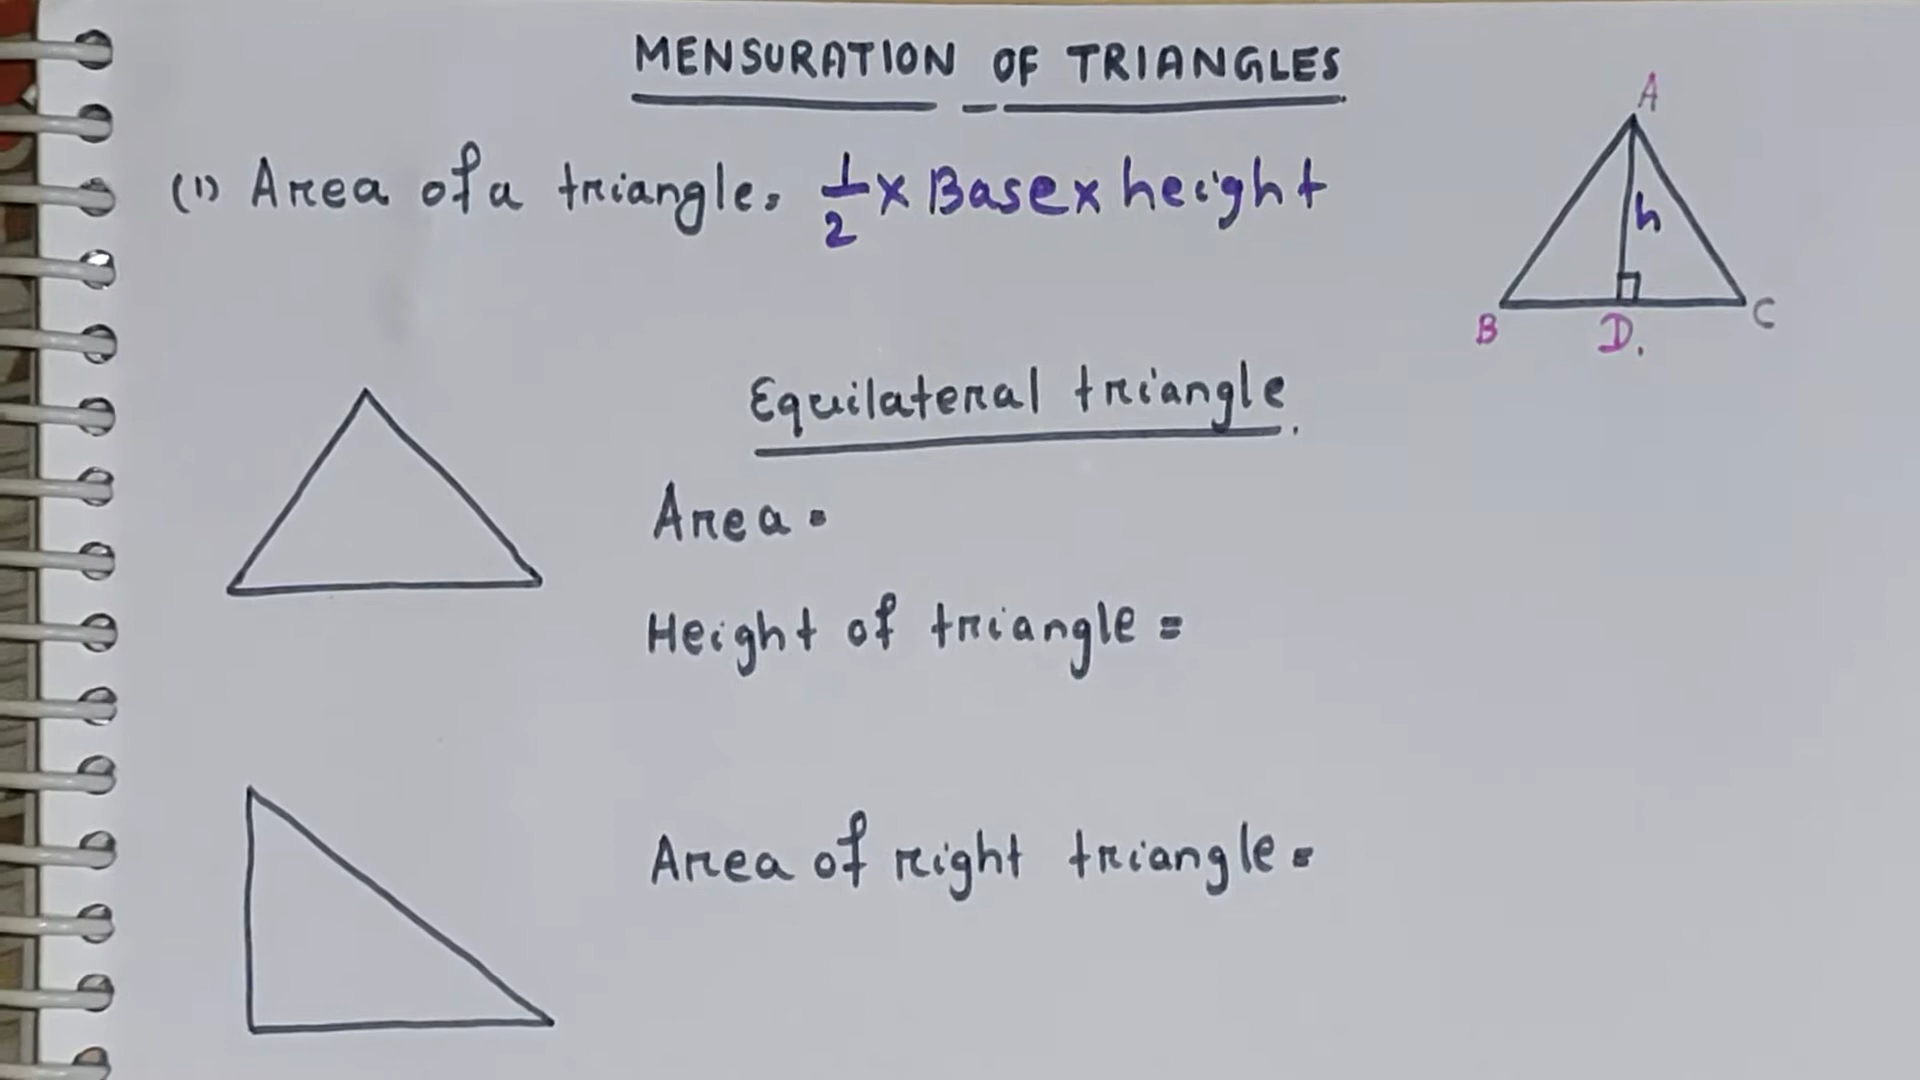 MENSURATION OF TRIANGLES
(1) Area of a triangle = 1/2 x Base x height
A
h
B D. C
Equilateral triangle.
Area =
Height of triangle =
Area of right triangle =